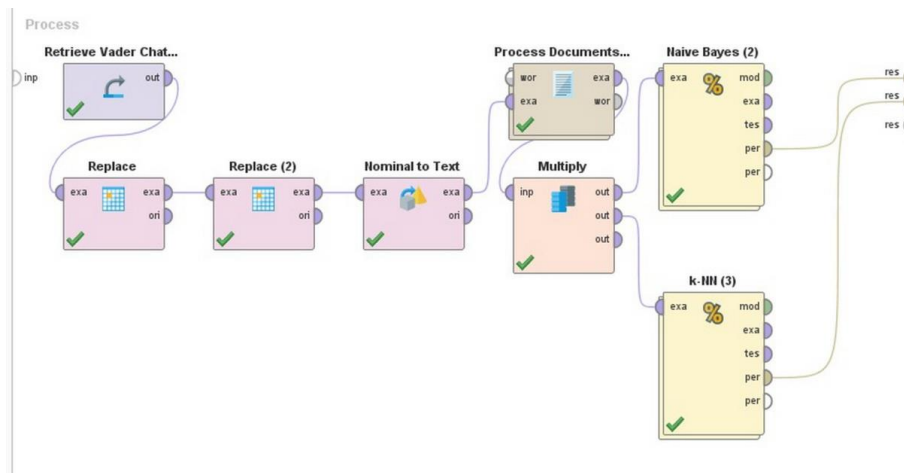 Process
Retrieve Vader Chat...
inp
out
Process Documents...
wor
exa
exa
wor
Naive Bayes (2)
exa
mod
exa
tes
per
per
res
res
res
Replace
exa
exa
ori
Replace (2)
exa
exa
ori
Nominal to Text
exa
exa
ori
Multiply
inp
out
out
out
k-NN (3)
exa
mod
exa
tes
per
per